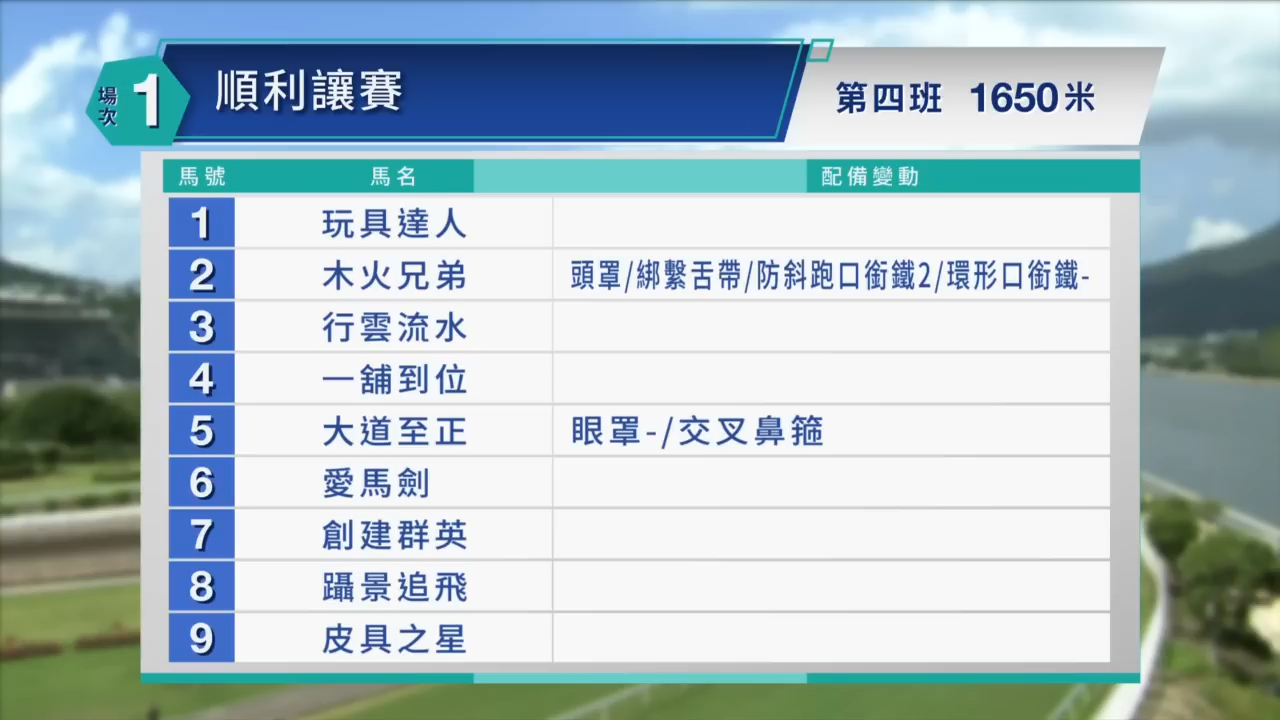 場次 1 順利讓賽 第四班 1650米
馬號 馬名 配備變動
1 玩具達人
2 木火兄弟 頭罩/綁繫舌帶/防斜跑口銜鐵2/環形口銜鐵-
3 行雲流水
4 一舖到位
5 大道至正 眼罩-/交叉鼻箍
6 愛馬劍
7 創建群英
8 躡景追飛
9 皮具之星